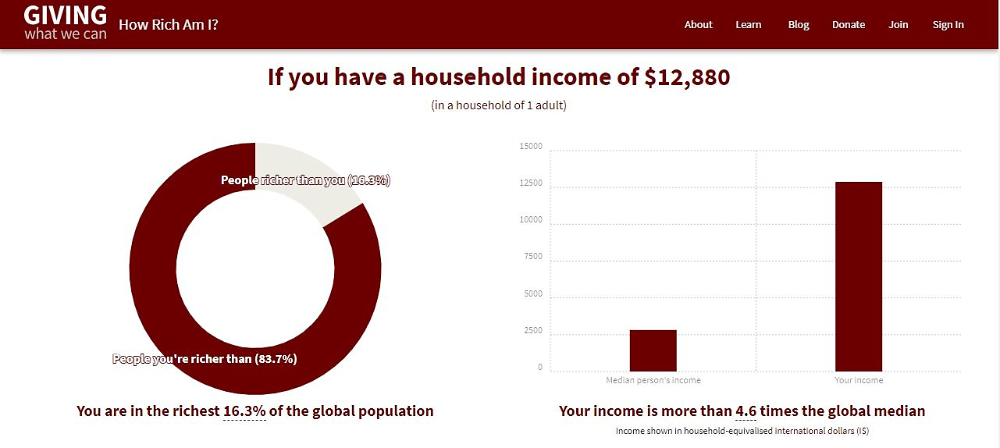 GIVING
what we can
How Rich Am I?
About Learn Blog Donate Join Sign In
If you have a household income of $12,880
(in a household of 1 adult)
People richer than you (16.3%)
People you're richer than (83.7%)
You are in the richest 16.3% of the global population
15000
12500
10000
7500
5000
2500
0
Median person's income
Your income
Your income is more than 4.6 times the global median
Income shown in household-equivalised international dollars (I$)